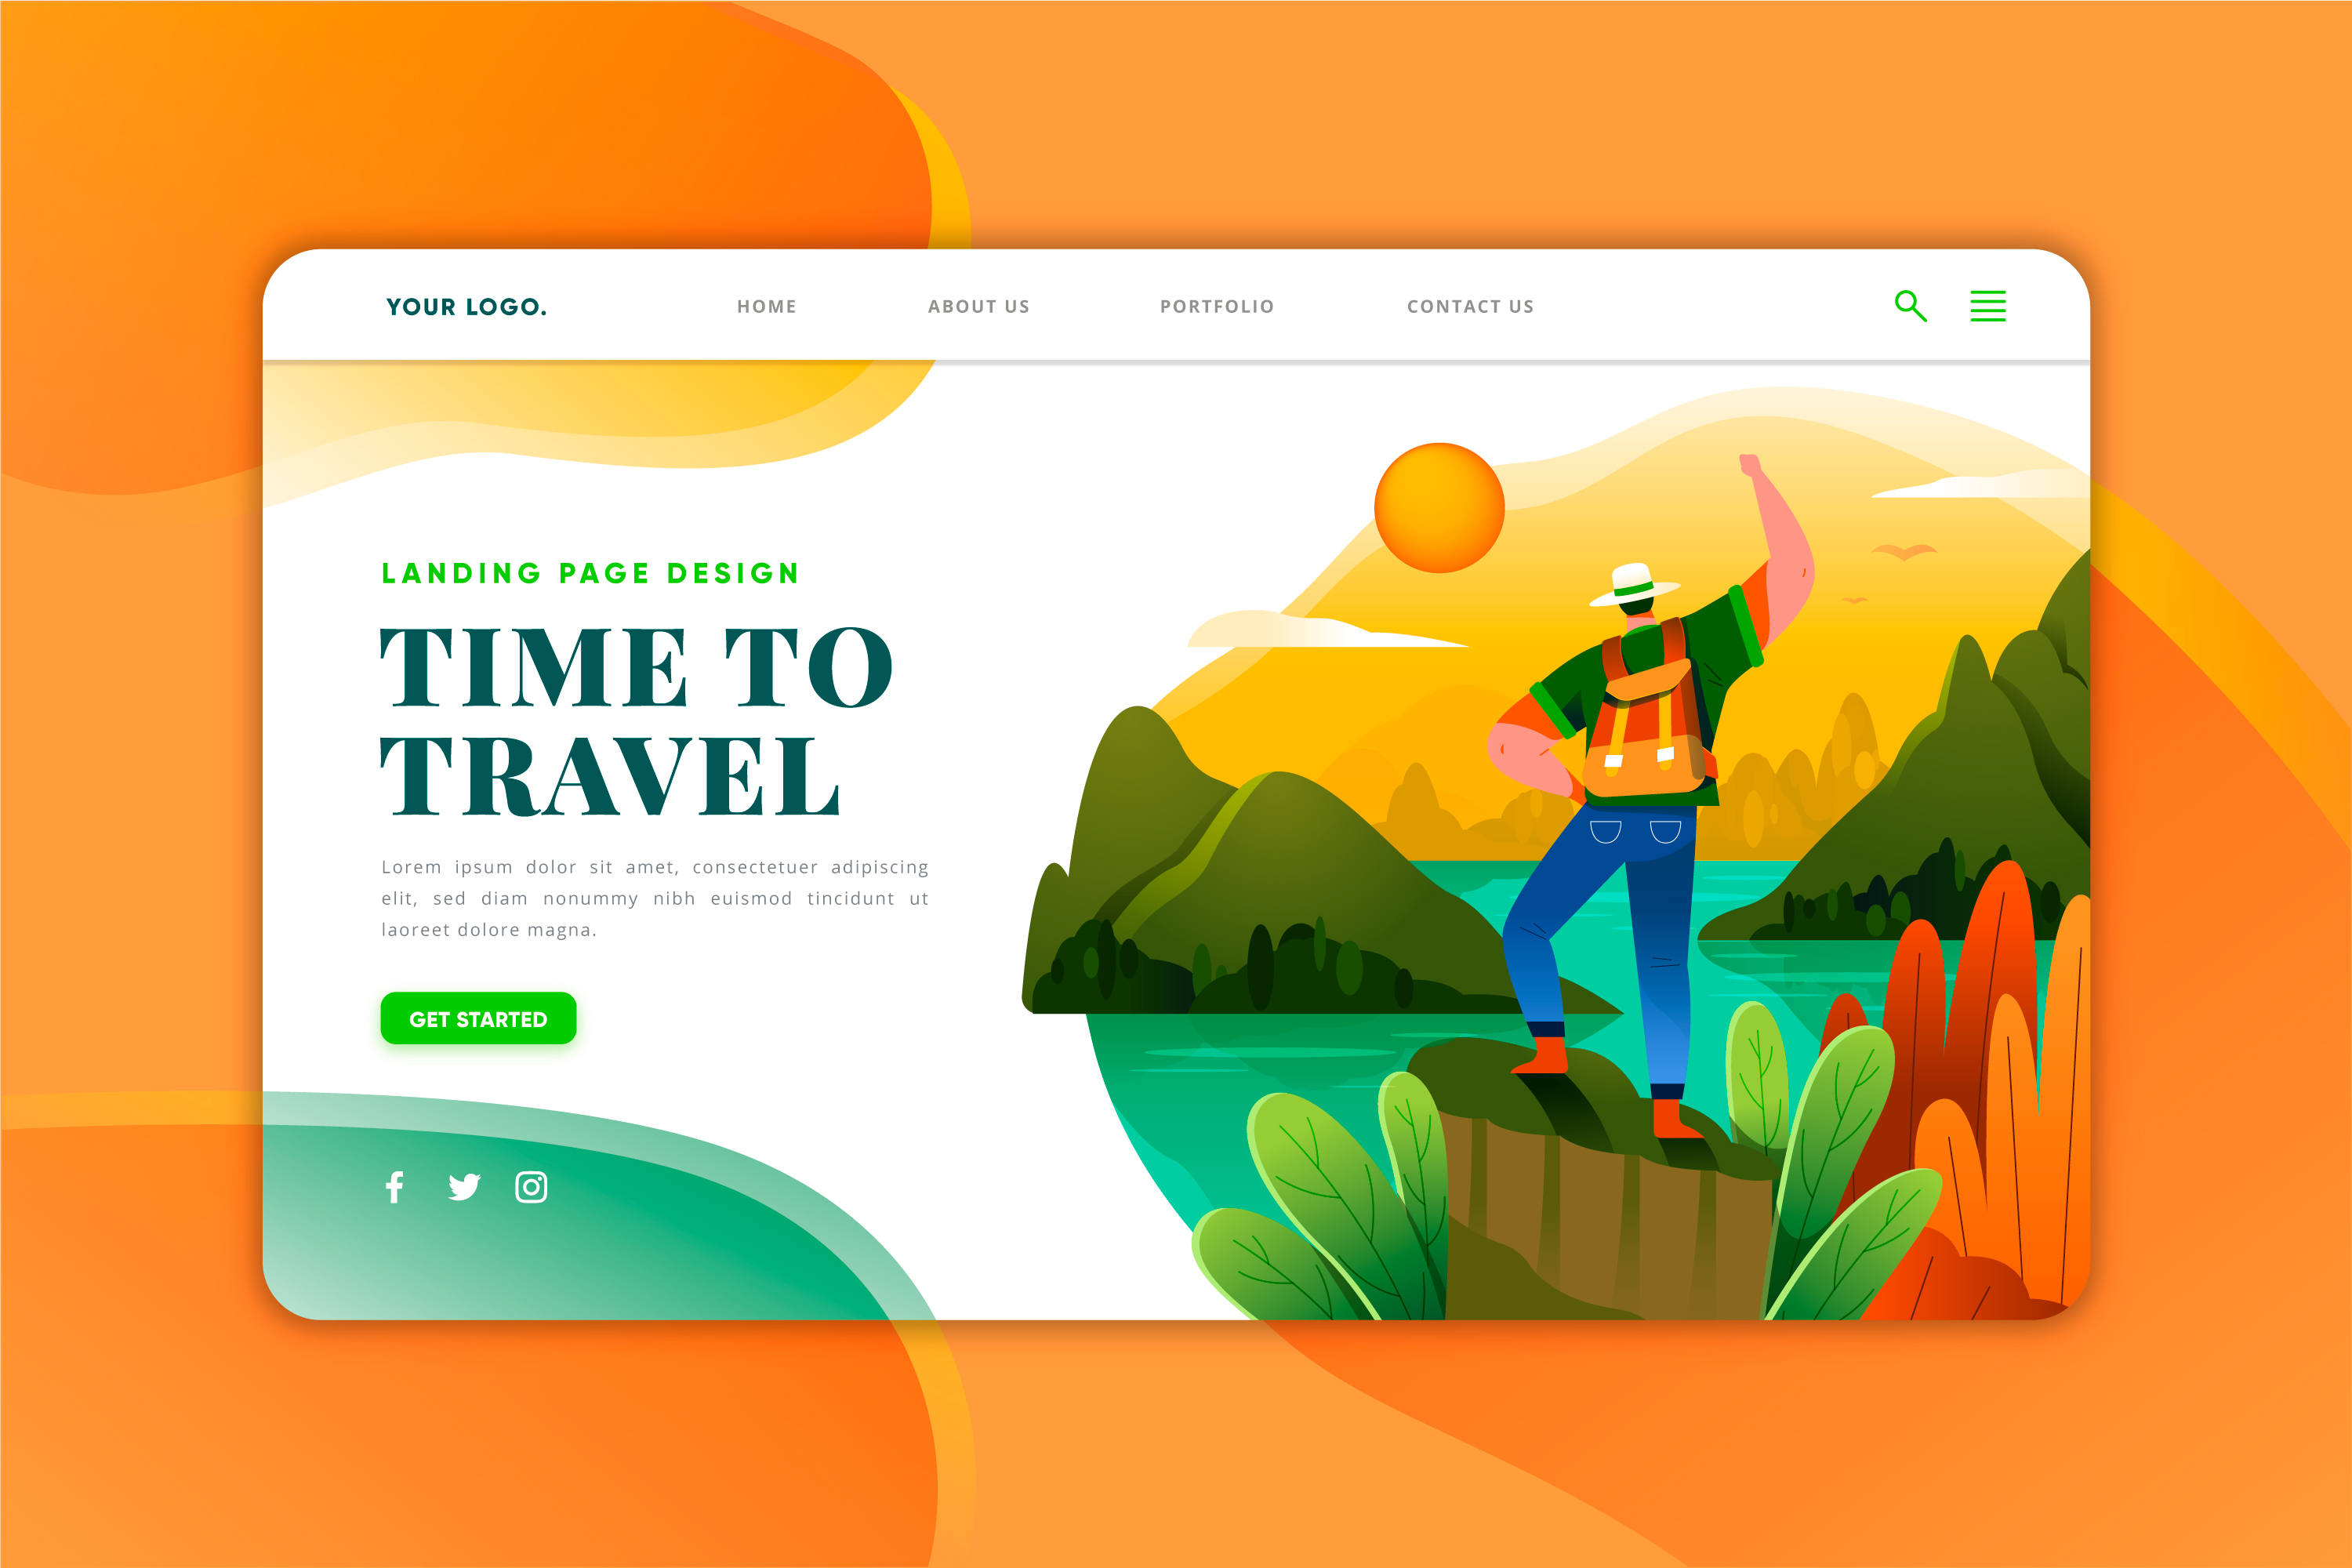 YOUR LOGO.
HOME
ABOUT US
PORTFOLIO
CONTACT US
LANDING PAGE DESIGN
TIME TO
TRAVEL
Lorem ipsum dolor sit amet, consectetuer adipiscing
elit, sed diam nonummy nibh euismod tincidunt ut
laoreet dolore magna.
GET STARTED